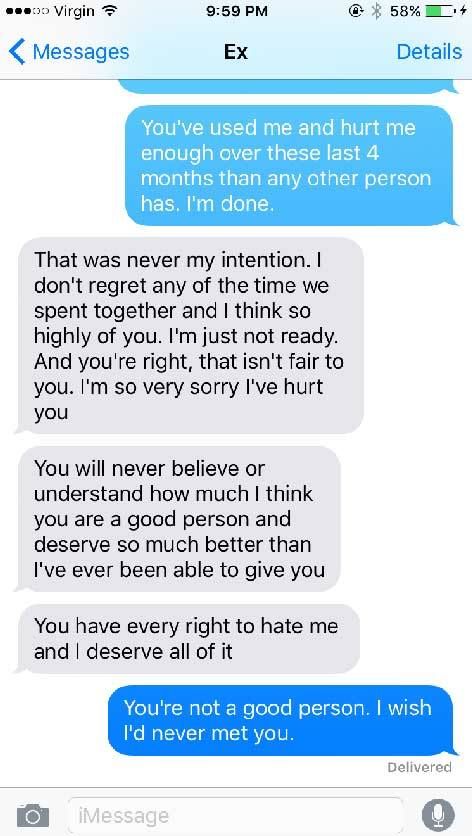 Virgin 9:59 PM 58%
Messages Ex Details
You've used me and hurt me
enough over these last 4
months than any other person
has. I'm done.
That was never my intention. I
don't regret any of the time we
spent together and I think so
highly of you. I'm just not ready.
And you're right, that isn't fair to
you. I'm so very sorry I've hurt
you
You will never believe or
understand how much I think
you are a good person and
deserve so much better than
I've ever been able to give you
You have every right to hate me
and I deserve all of it
You're not a good person. I wish
I'd never met you.
Delivered
iMessage